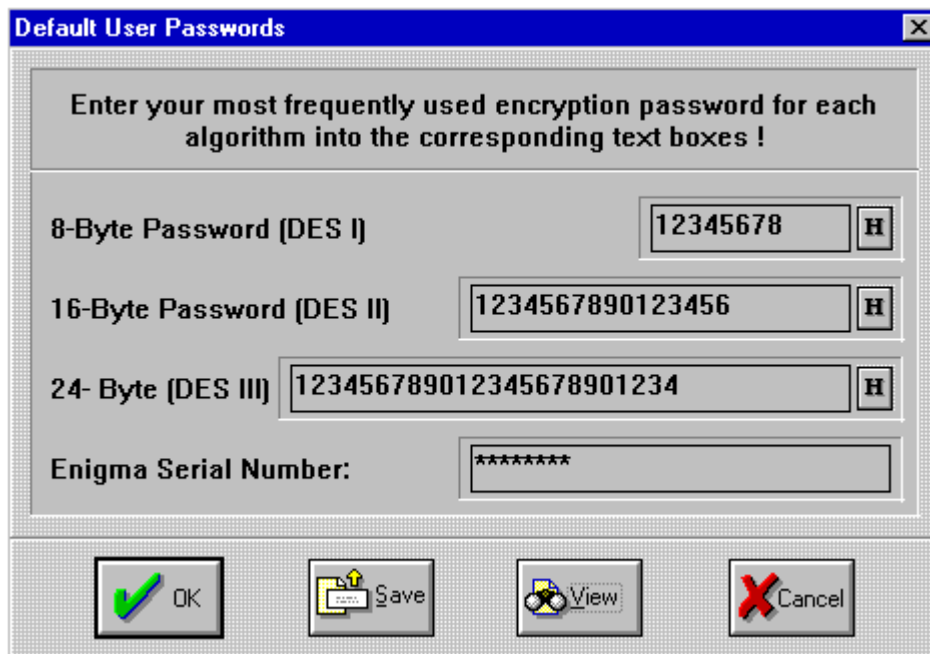 Default User Passwords
Enter your most frequently used encryption password for each
algorithm into the corresponding text boxes !
8-Byte Password (DES I) 12345678 H
16-Byte Password (DES II) 1234567890123456 H
24- Byte (DES III) 123456789012345678901234 H
Enigma Serial Number: ********
OK Save View Cancel